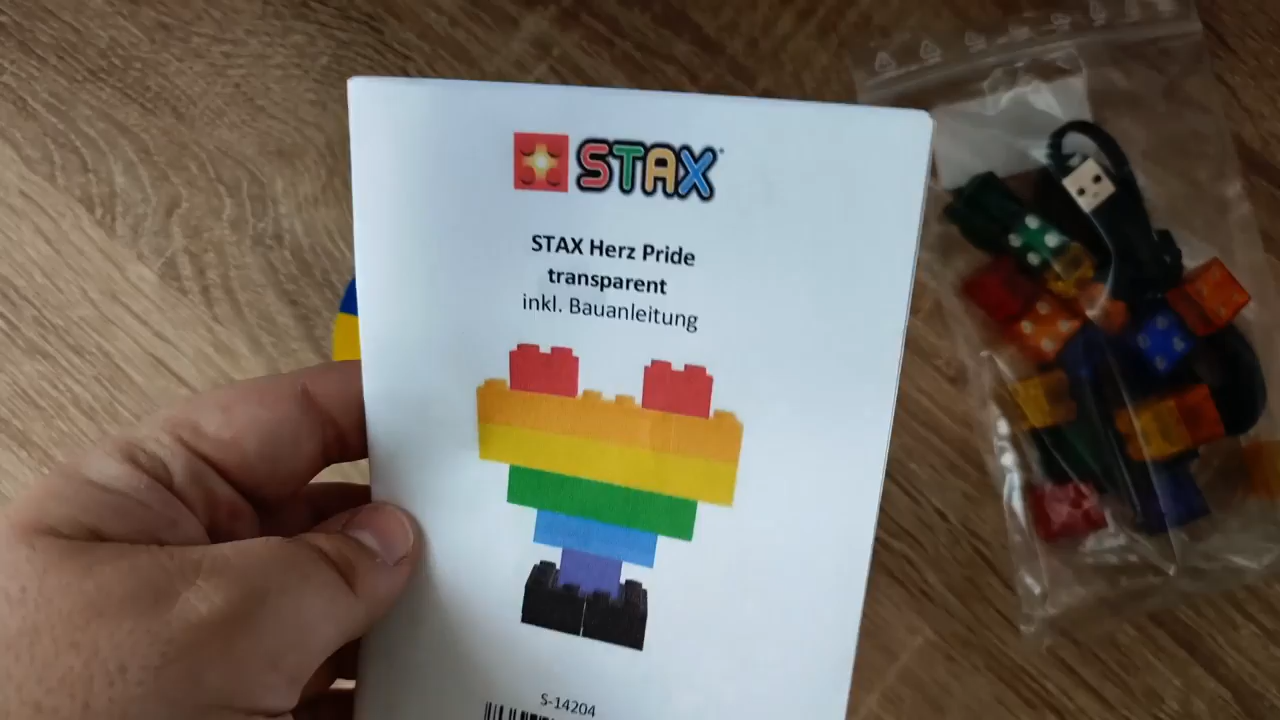 STAX
STAX Herz Pride
transparent
inkl. Bauanleitung
S-14204